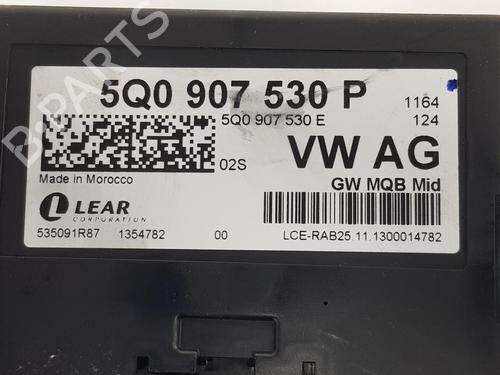 5Q0 907 530 P 1164
5Q0 907 530 E 124
02S VW AG
Made in Morocco GW MQB Mid
LEAR
CORPORATION
535091R87 1354782 00 LCE-RAB25.11.1300014782
B-PARTS